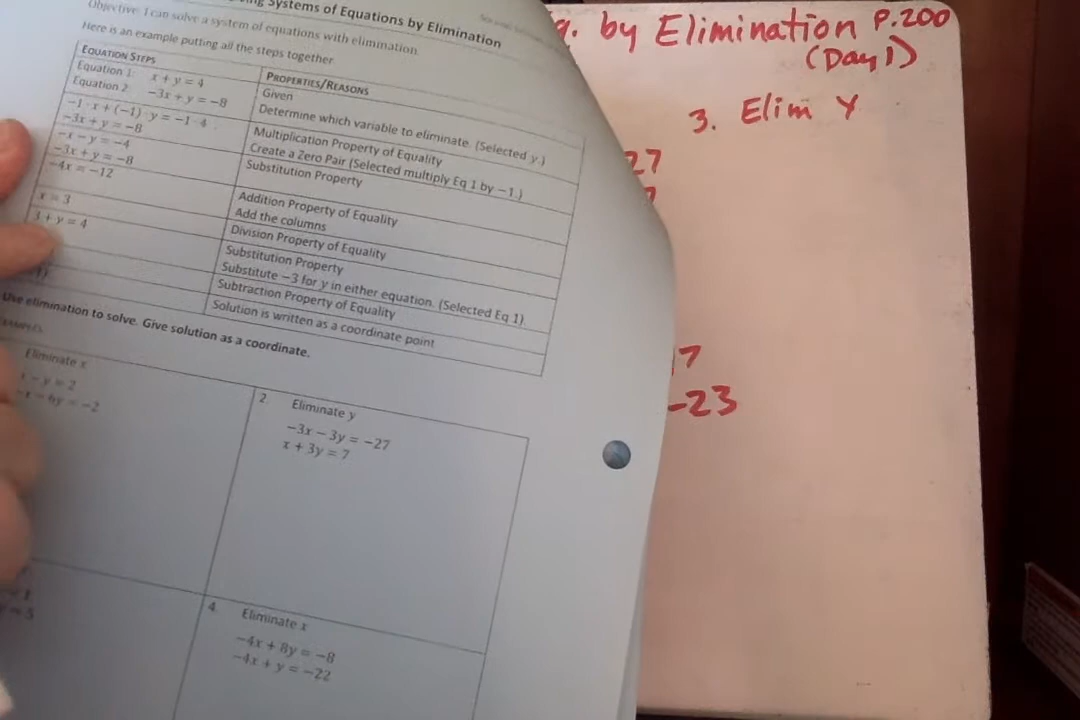 Systems of Equations by Elimination
Objective: I can solve a system of equations with elimination
Here is an example putting all the steps together
EQUATION STEPS
PROPERTIES/REASONS
Equation 1: x + y = 4
Given
Equation 2: −3x + y = −8
Determine which variable to eliminate. (Selected y.)
−1 · x + (−1) · y = −1 · 4
Multiplication Property of Equality
−3x + y = −8
Create a Zero Pair (Selected multiply Eq 1 by −1.)
−x − y = −4
Substitution Property
−3x + y = −8
−4x = −12
Addition Property of Equality
Add the columns
x = 3
Division Property of Equality
3 + y = 4
Substitution Property
Substitute −3 for y in either equation. (Selected Eq 1).
Subtraction Property of Equality
Solution is written as a coordinate point
Use elimination to solve. Give solution as a coordinate.
Eliminate x
− y = 2
− 6y = −2
2. Eliminate y
−3x − 3y = −27
x + 3y = 7
4. Eliminate x
−4x + 8y = −8
−4x + y = −22
. by Elimination P.200
(Day 1)
3. Elim Y
27
7
−23